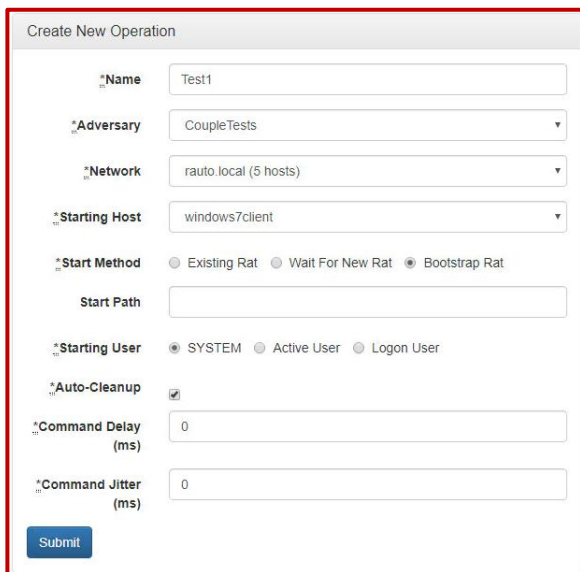 Create New Operation
*Name Test1
*Adversary CoupleTests
*Network rauto.local (5 hosts)
*Starting Host windows7client
*Start Method Existing Rat Wait For New Rat Bootstrap Rat
Start Path
*Starting User SYSTEM Active User Logon User
*Auto-Cleanup
*Command Delay (ms) 0
*Command Jitter (ms) 0
Submit